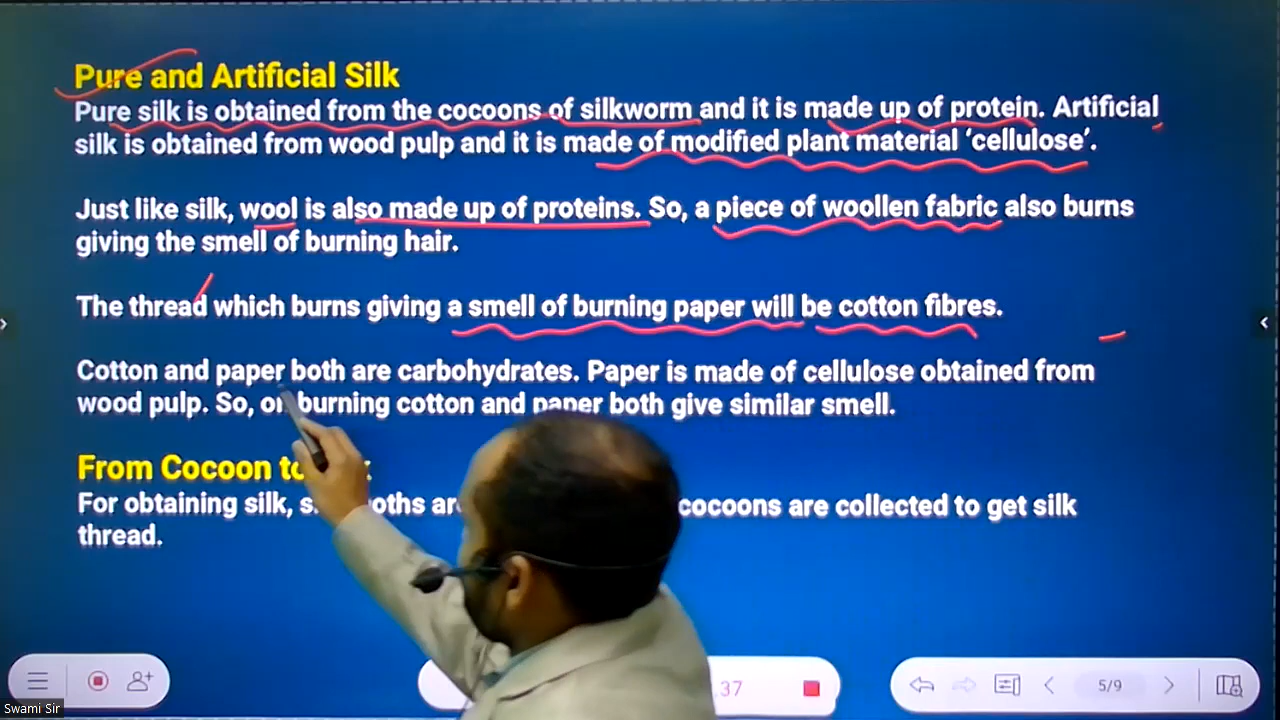 Pure and Artificial Silk
Pure silk is obtained from the cocoons of silkworm and it is made up of protein. Artificial
silk is obtained from wood pulp and it is made of modified plant material ‘cellulose’.
Just like silk, wool is also made up of proteins. So, a piece of woollen fabric also burns
giving the smell of burning hair.
The thread which burns giving a smell of burning paper will be cotton fibres.
Cotton and paper both are carbohydrates. Paper is made of cellulose obtained from
wood pulp. So, on burning cotton and paper both give similar smell.
From Cocoon to
For obtaining silk, cocoons are collected to get silk
thread.
37
5/9
Swami Sir